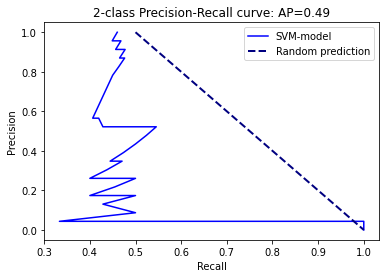 2-class Precision-Recall curve: AP=0.49
SVM-model
Random prediction
Precision
1.0
0.8
0.6
0.4
0.2
0.0
0.3 0.4 0.5 0.6 0.7 0.8 0.9 1.0
Recall